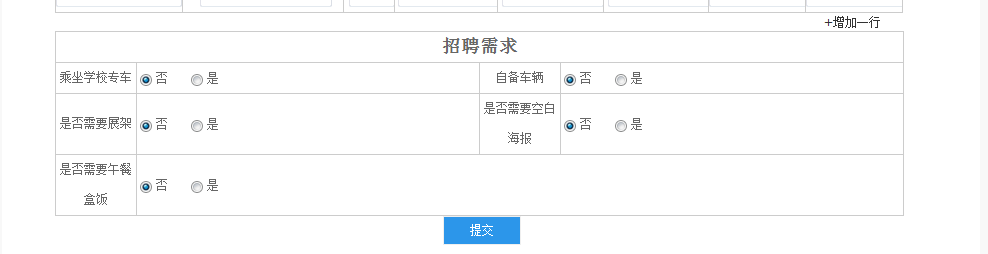 +增加一行
招聘需求
乘坐学校专车 否 是 自备车辆 否 是
是否需要展架 否 是 是否需要空白
海报 否 是
是否需要午餐
盒饭 否 是
提交